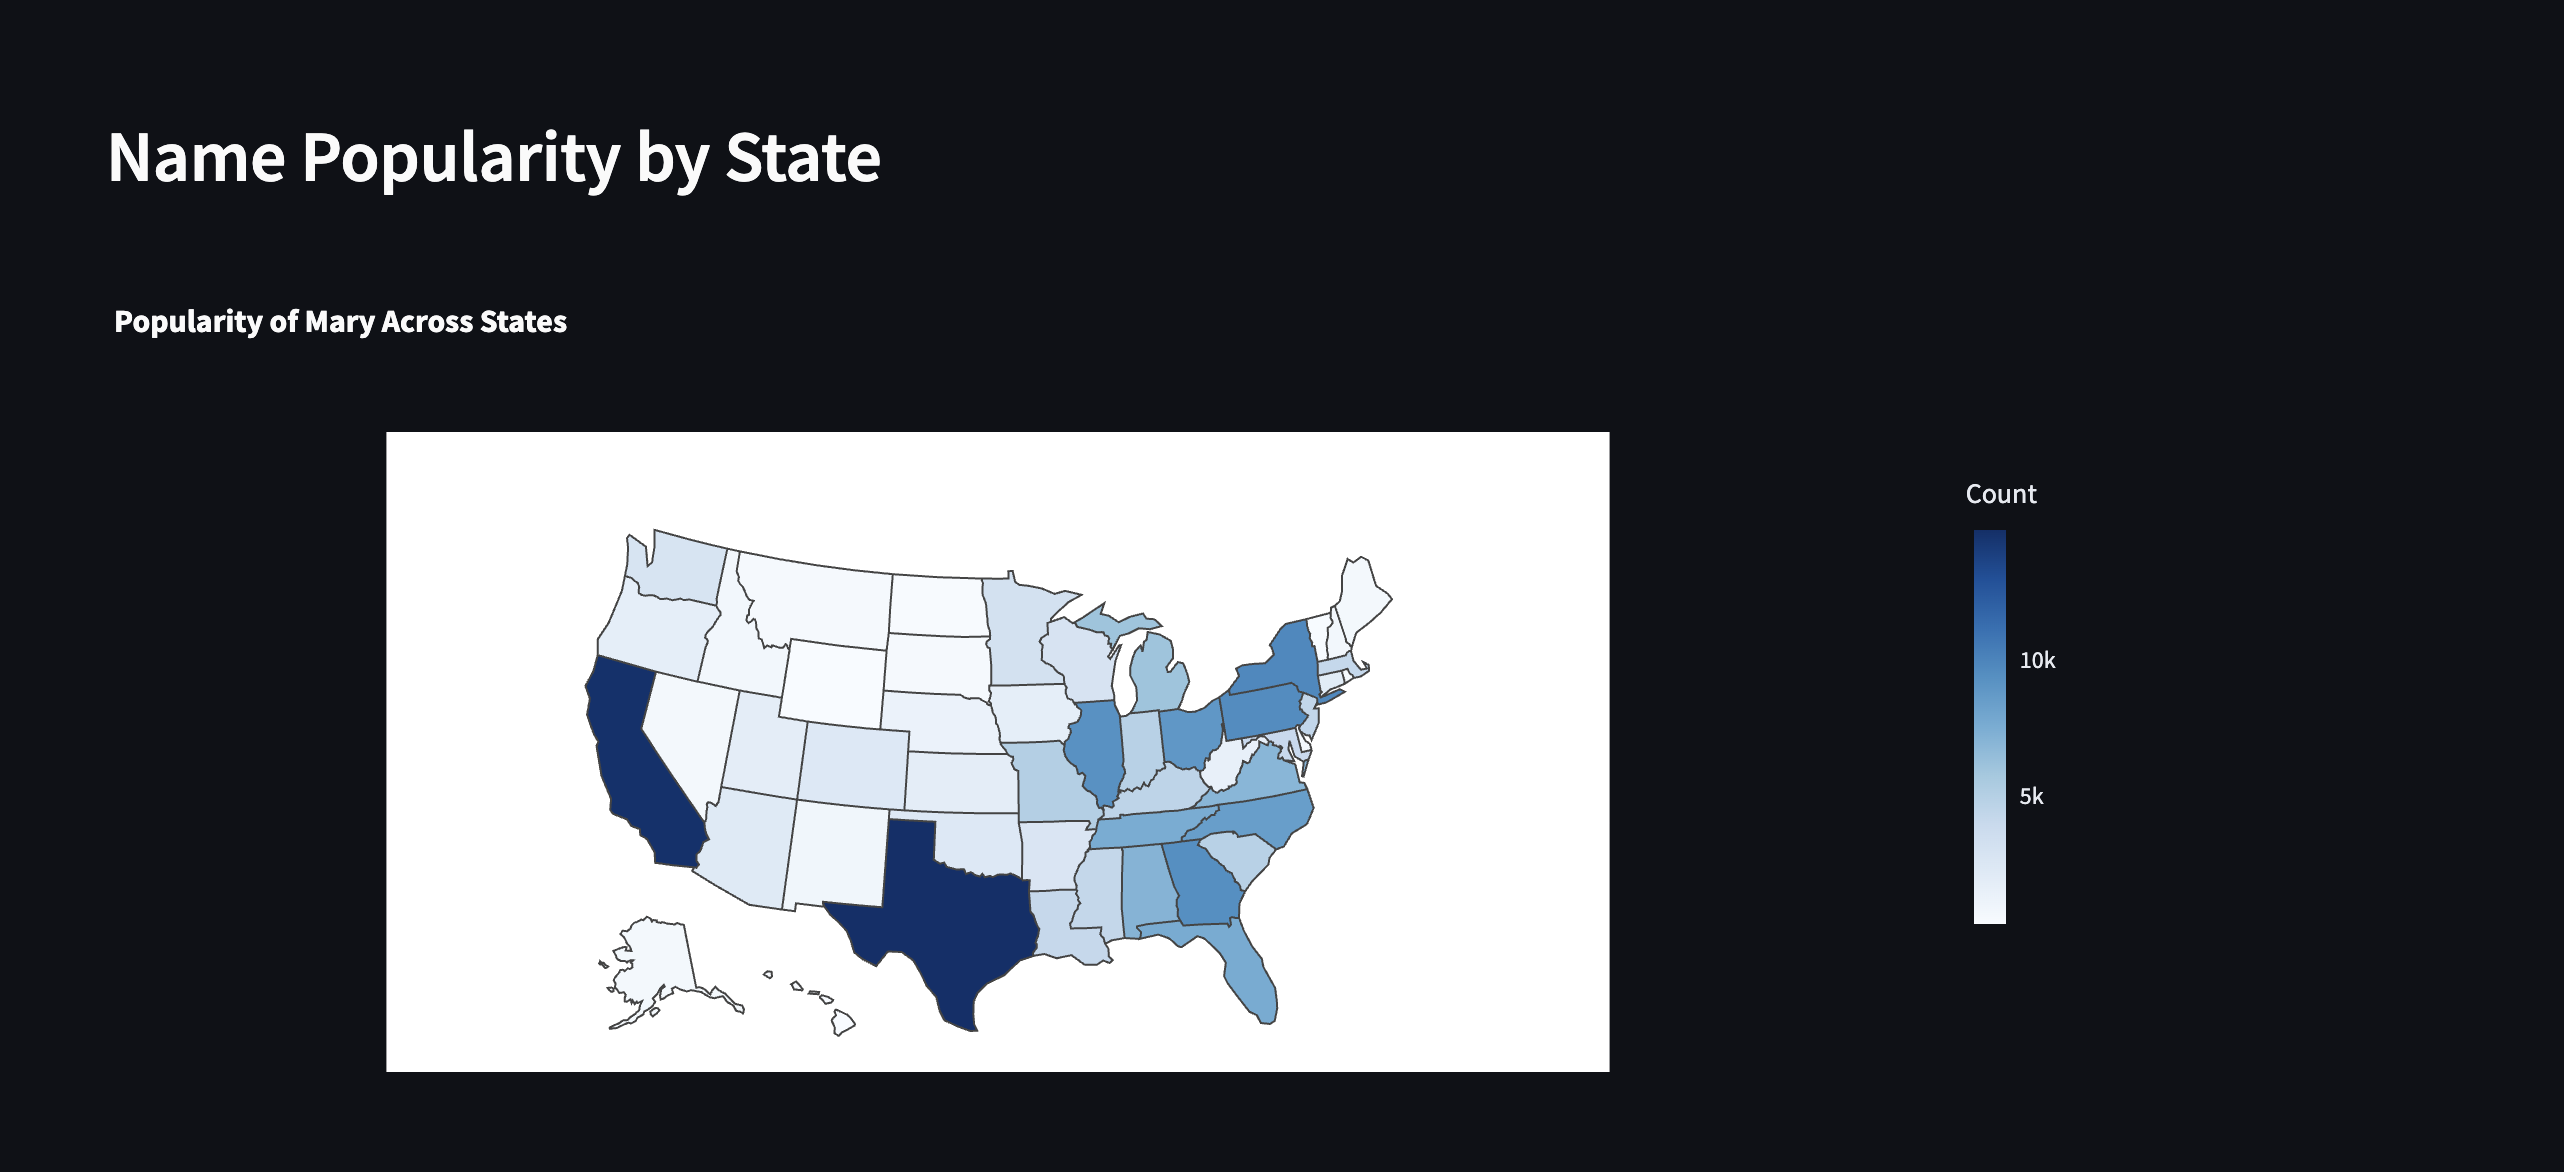 Name Popularity by State
Popularity of Mary Across States
Count
10k
5k